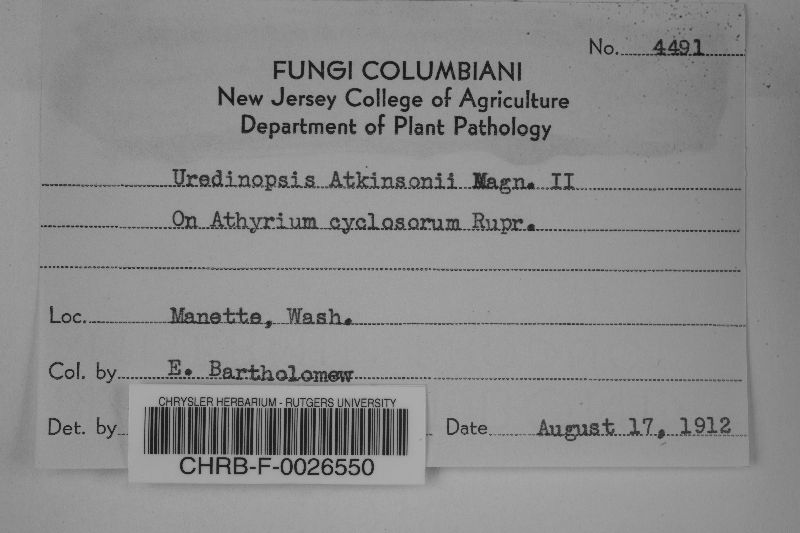 No. 4491
FUNGI COLUMBIANI
New Jersey College of Agriculture
Department of Plant Pathology
Uredinopsis Atkinsonii Magn. II
On Athyrium cyclosorum Rupr.
Loc. Manette, Wash.
Col. by E. Bartholomew
CHRYSLER HERBARIUM - RUTGERS UNIVERSITY
Det. by Date August 17, 1912
CHRB-F-0026550